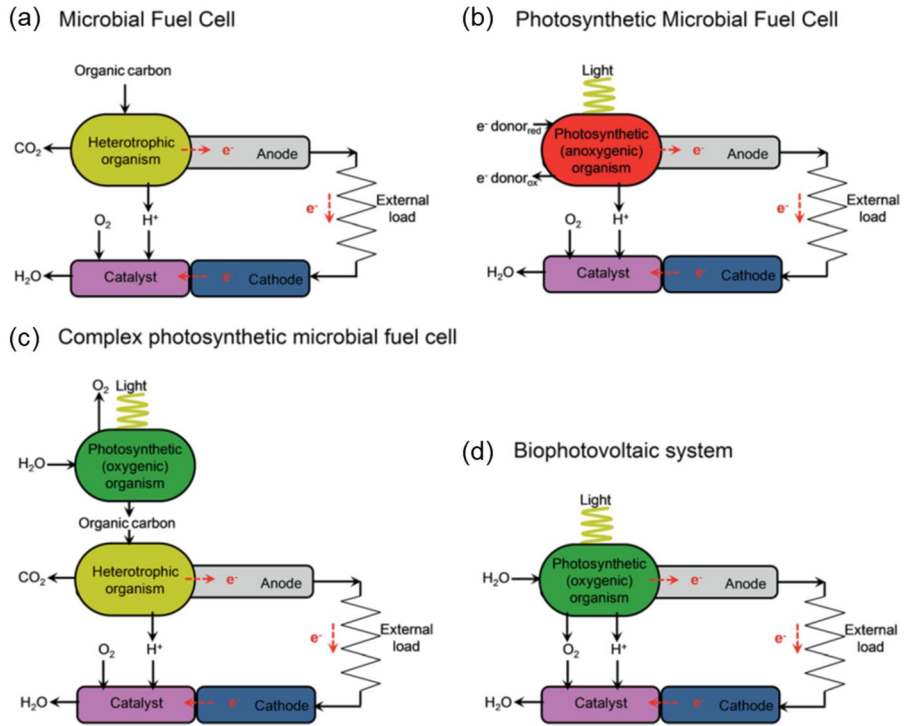 (a) Microbial Fuel Cell
Organic carbon
Heterotrophic
organism
CO₂
e⁻
Anode
External
load
e⁻
O₂
H⁺
H₂O
Catalyst
e⁻
Cathode
(b) Photosynthetic Microbial Fuel Cell
Light
e⁻ donor_red
Photosynthetic
(anoxygenic)
organism
e⁻
Anode
e⁻ donor_ox
External
load
e⁻
O₂
H⁺
H₂O
Catalyst
e⁻
Cathode
(c) Complex photosynthetic microbial fuel cell
O₂ Light
Photosynthetic
(oxygenic)
organism
H₂O
Organic carbon
Heterotrophic
organism
CO₂
e⁻
Anode
External
load
e⁻
O₂
H⁺
H₂O
Catalyst
e⁻
Cathode
(d) Biophotovoltaic system
Light
Photosynthetic
(oxygenic)
organism
H₂O
e⁻
Anode
External
load
e⁻
O₂
H⁺
H₂O
Catalyst
e⁻
Cathode